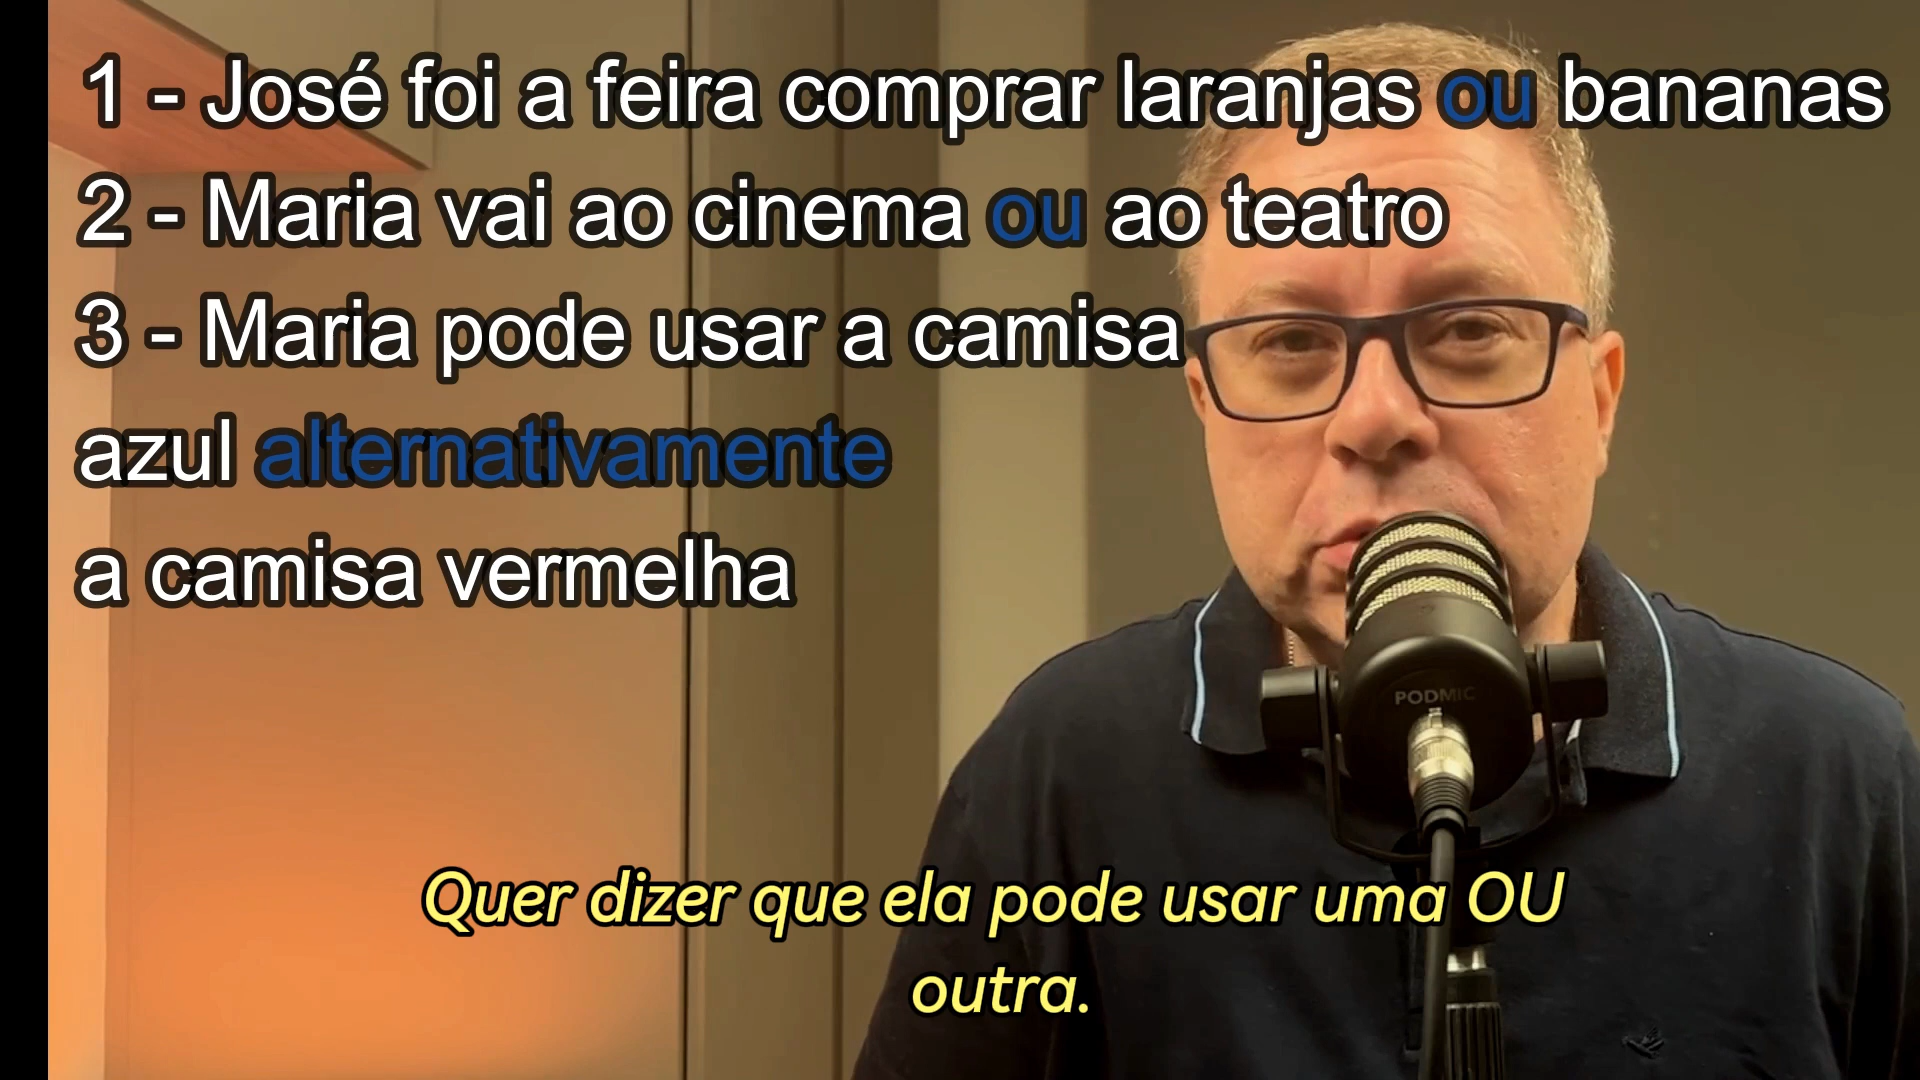 1 - José foi a feira comprar laranjas ou bananas
2 - Maria vai ao cinema ou ao teatro
3 - Maria pode usar a camisa
azul alternativamente
a camisa vermelha
PODMIC
Quer dizer que ela pode usar uma OU
outra.